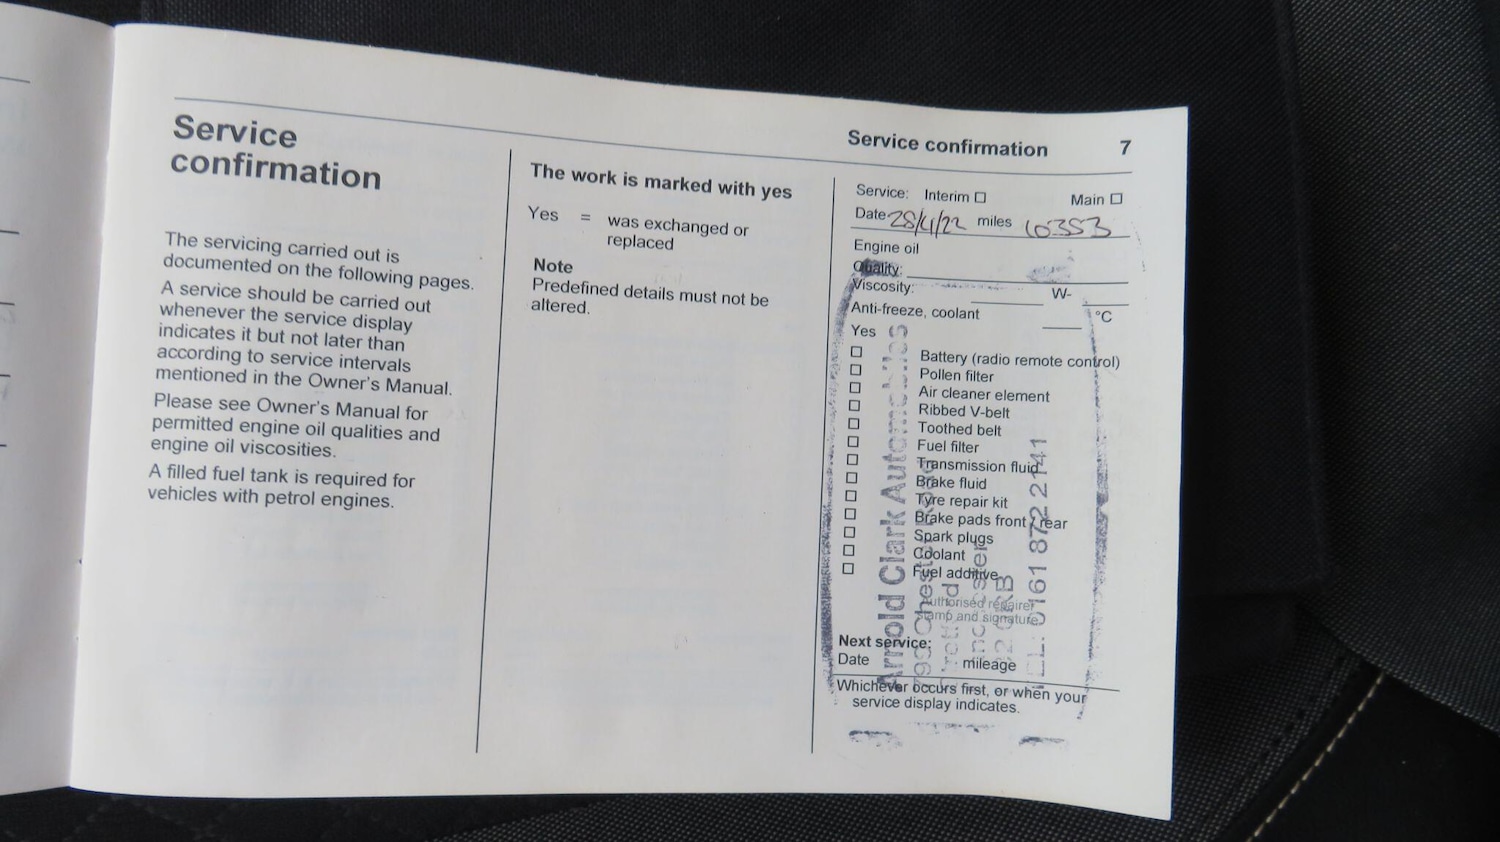 Service confirmation 7
Service
confirmation
The servicing carried out is
documented on the following pages.
A service should be carried out
whenever the service display
indicates it but not later than
according to service intervals
mentioned in the Owner's Manual.
Please see Owner's Manual for
permitted engine oil qualities and
engine oil viscosities.
A filled fuel tank is required for
vehicles with petrol engines.
The work is marked with yes
Yes = was exchanged or
replaced
Note
Predefined details must not be
altered.
Service: Interim ☐ Main ☐
Date 28/4/22 miles 10353
Engine oil
Quality:
Viscosity: W-
Anti-freeze, coolant °C
Yes
☐ Battery (radio remote control)
☐ Pollen filter
☐ Air cleaner element
☐ Ribbed V-belt
☐ Toothed belt
☐ Fuel filter
☐ Transmission fluid
☐ Brake fluid
☐ Tyre repair kit
☐ Brake pads front / rear
☐ Spark plugs
☐ Coolant
☐ Fuel additive
Authorised repairer
stamp and signature
Next service:
Date mileage
Whichever occurs first, or when your
service display indicates.
Arnold Clark Automobiles
Chester Road
TEL: 0161 872 2141